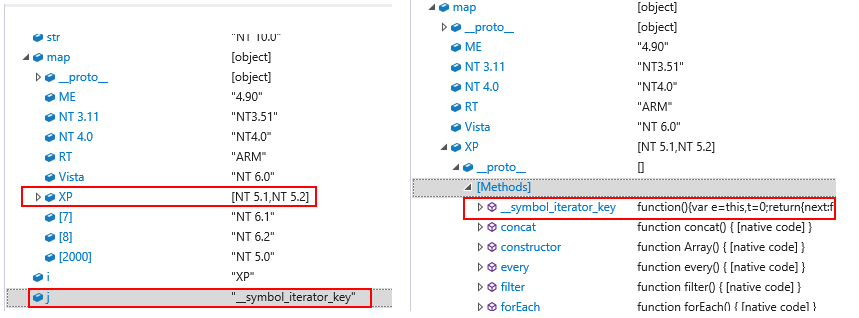 str "NT 10.0"
map [object]
__proto__ [object]
ME "4.90"
NT 3.11 "NT3.51"
NT 4.0 "NT4.0"
RT "ARM"
Vista "NT 6.0"
XP [NT 5.1,NT 5.2]
[7] "NT 6.1"
[8] "NT 6.2"
[2000] "NT 5.0"
i "XP"
j "__symbol_iterator_key"
map [object]
__proto__ [object]
ME "4.90"
NT 3.11 "NT3.51"
NT 4.0 "NT4.0"
RT "ARM"
Vista "NT 6.0"
XP [NT 5.1,NT 5.2]
__proto__ []
[Methods]
__symbol_iterator_key function(){var e=this,t=0;return{next:f
concat function concat() { [native code] }
constructor function Array() { [native code] }
every function every() { [native code] }
filter function filter() { [native code] }
forEach function forEach() { [native code] }